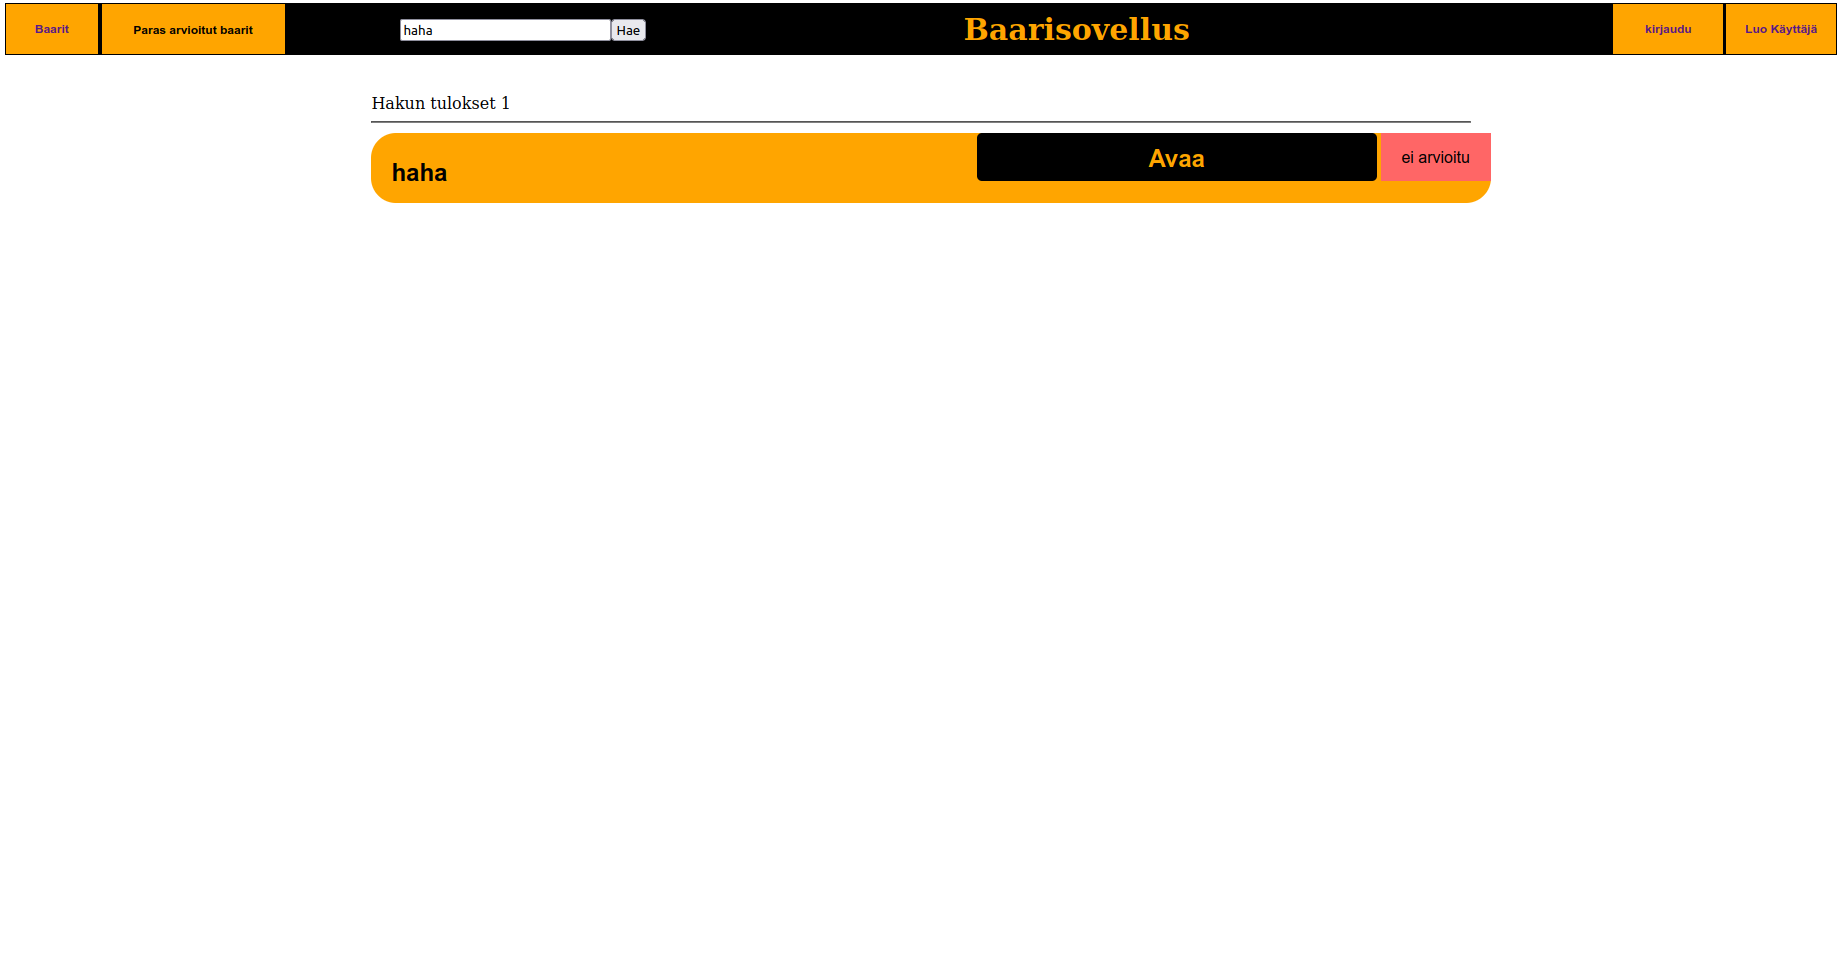 Baarit
Paras arvioitut baarit
haha
Hae
Baarisovellus
kirjaudu
Luo Käyttäjä
Hakun tulokset 1
haha
Avaa
ei arvioitu